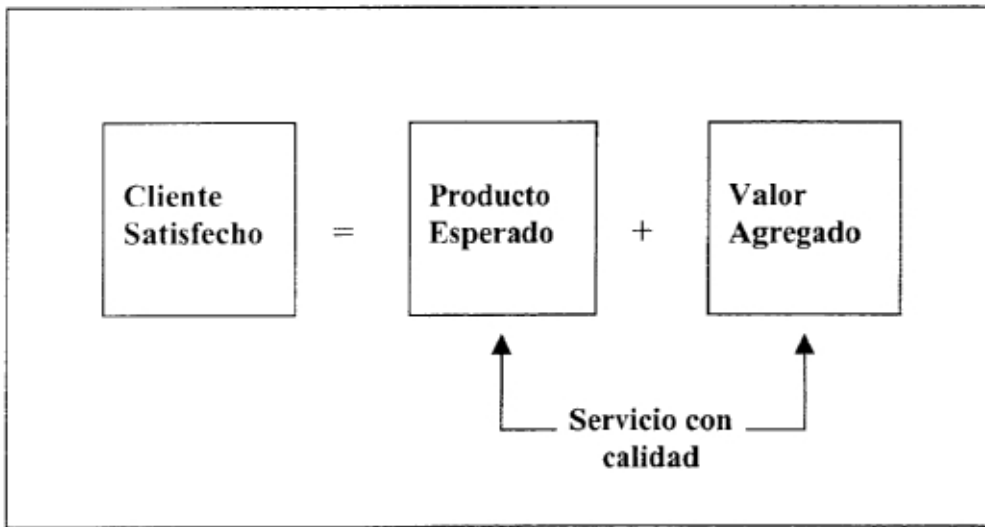 Cliente
Satisfecho
=
Producto
Esperado
+
Valor
Agregado
Servicio con
calidad